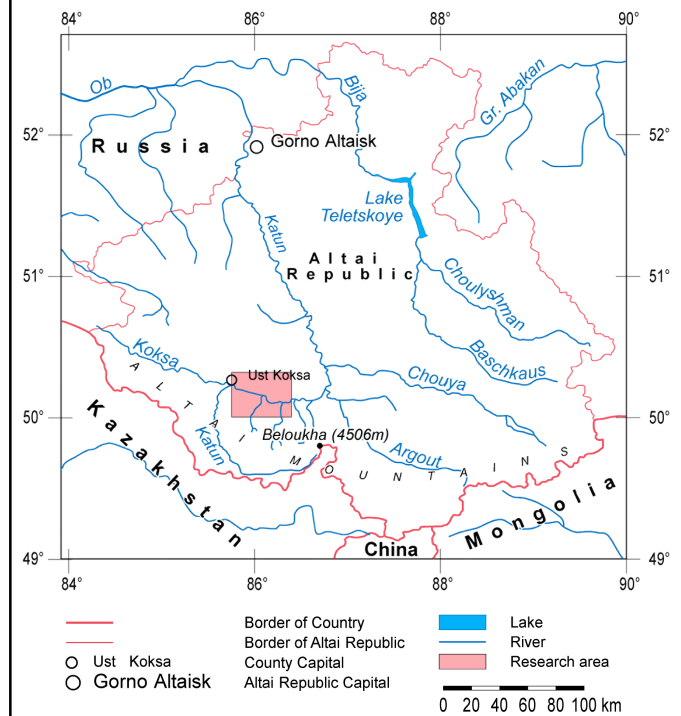 84° 86° 88° 90°
Ob
Bija
Gr. Abakan
52° 52°
Russia
Gorno Altaisk
Lake
Teletskoye
Katun
Altai
Republic
51° 51°
Choulyshman
Baschkaus
Koksa
Ust Koksa
Chouya
50° 50°
ALTAI MOUNTAINS
Kazakhstan
Katun
Beloukha (4506m)
Argout
Mongolia
China
49° 49°
84° 86° 88° 90°
Border of Country Lake
Border of Altai Republic River
Ust Koksa County Capital Research area
Gorno Altaisk Altai Republic Capital
0 20 40 60 80 100 km